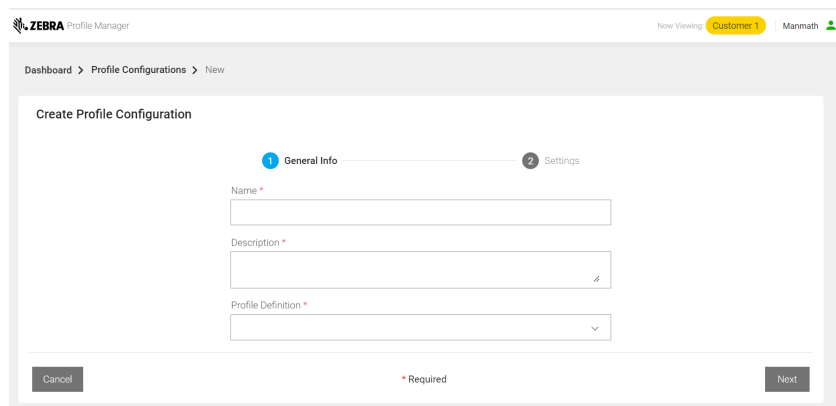 ZEBRA Profile Manager
Now Viewing: Customer 1 Manmath
Dashboard > Profile Configurations > New
Create Profile Configuration
1 General Info 2 Settings
Name *
Description *
Profile Definition *
Cancel * Required Next